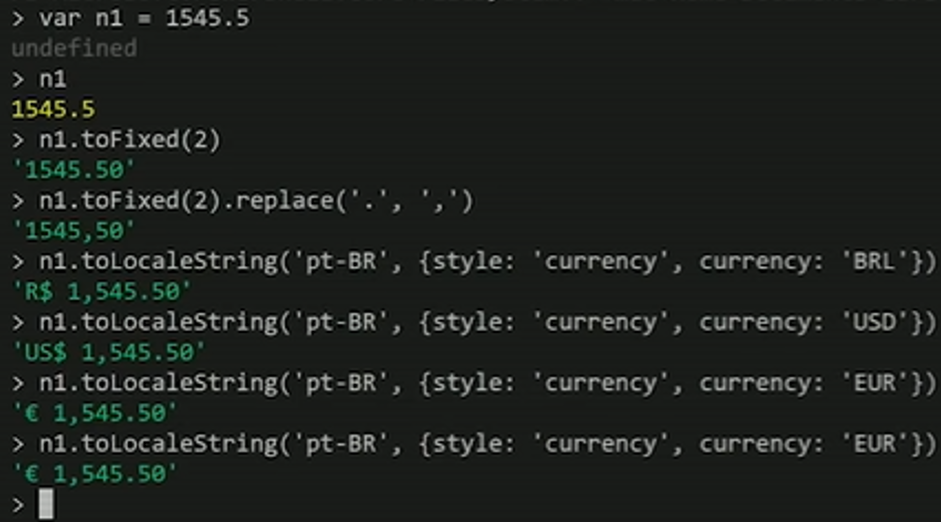 > var n1 = 1545.5
undefined
> n1
1545.5
> n1.toFixed(2)
'1545.50'
> n1.toFixed(2).replace('.', ',')
'1545,50'
> n1.toLocaleString('pt-BR', {style: 'currency', currency: 'BRL'})
'R$ 1,545.50'
> n1.toLocaleString('pt-BR', {style: 'currency', currency: 'USD'})
'US$ 1,545.50'
> n1.toLocaleString('pt-BR', {style: 'currency', currency: 'EUR'})
'€ 1,545.50'
> n1.toLocaleString('pt-BR', {style: 'currency', currency: 'EUR'})
'€ 1,545.50'
>